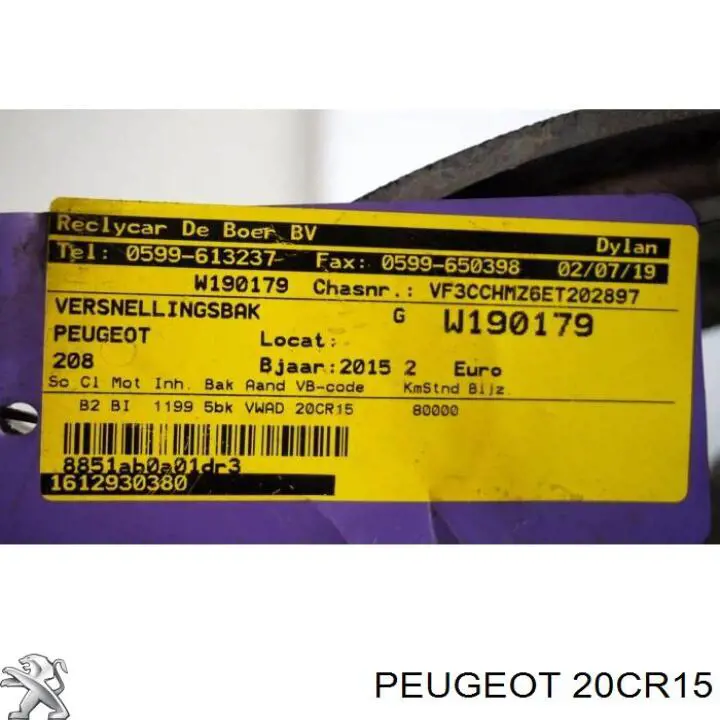 Reclycar De Boer BV Dylan
Tel: 0599-613237 Fax: 0599-650398 02/07/19
W190179 Chasnr.: VF3CCHMZ6ET202897
VERSNELLINGSBAK G W190179
PEUGEOT Locat:
208 Bjaar:2015 2 Euro
So Cl Mot Inh. Bak Aand VB-code KmStnd Bljz.
B2 BI 1199 5bk VWAD 20CR15 80000
8851ab0a01dr3
1612930380
PEUGEOT 20CR15